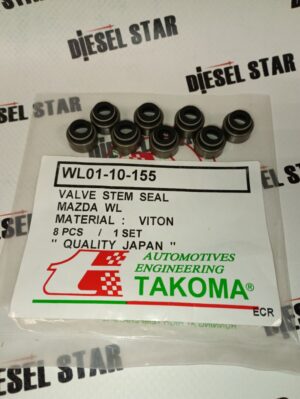 DIESEL STAR
DIESEL STAR
WL01-10-155
VALVE STEM SEAL
MAZDA WL
MATERIAL : VITON
8 PCS / 1 SET
" QUALITY JAPAN "
AUTOMOTIVES
ENGINEERING
TAKOMA®
ECR
DIESEL STAR